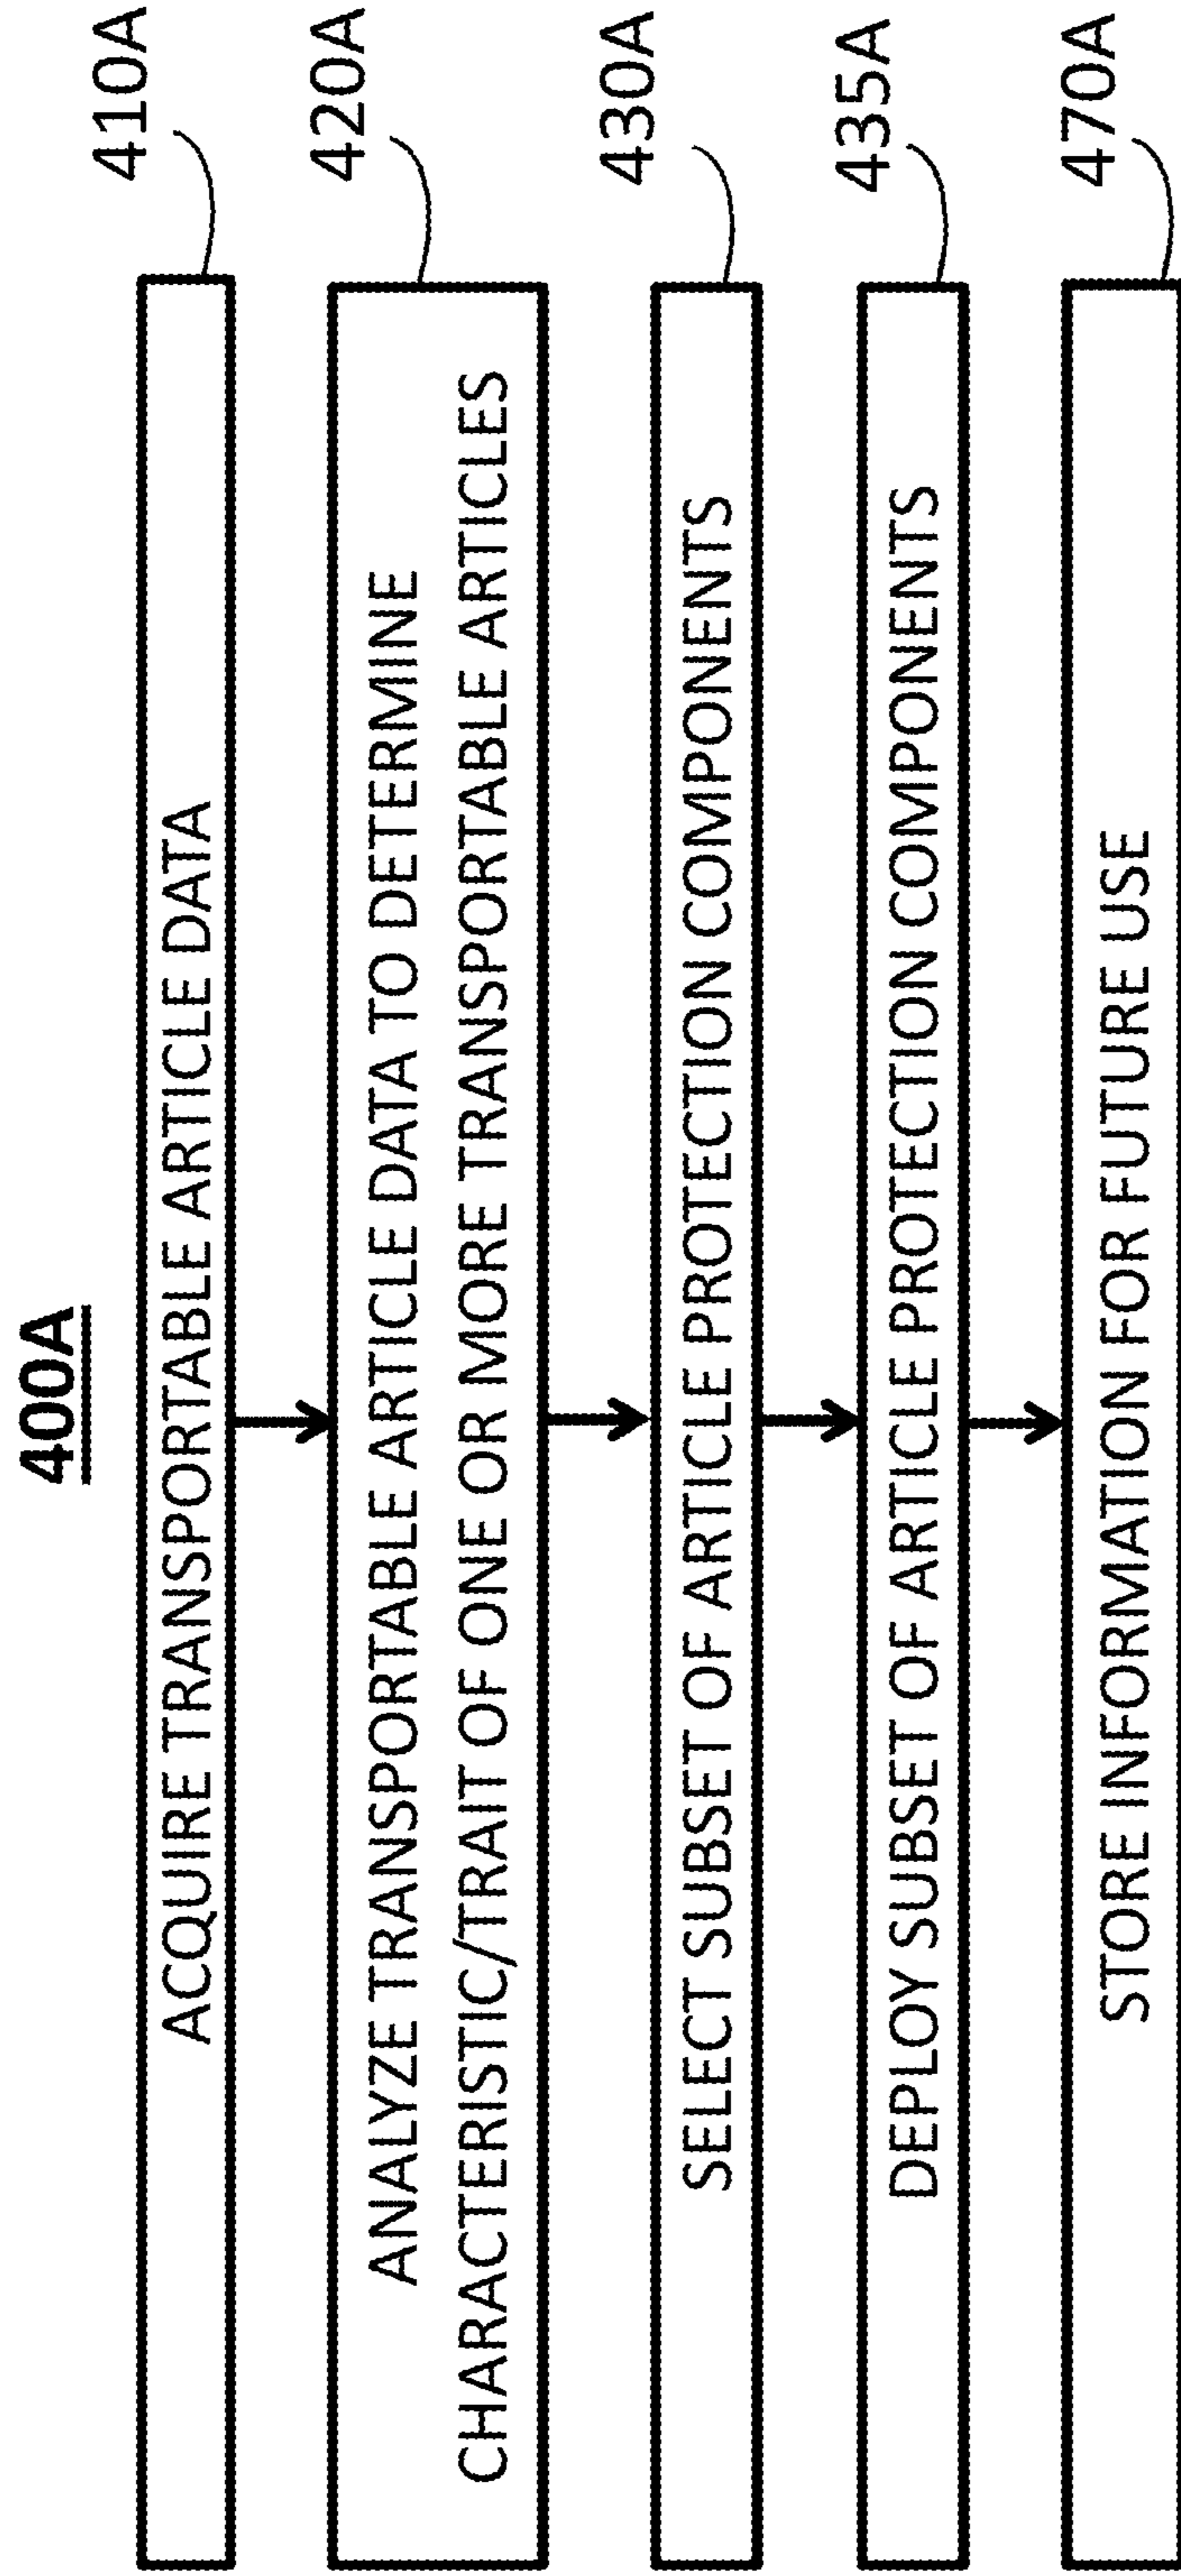 400A
ACQUIRE TRANSPORTABLE ARTICLE DATA
410A
ANALYZE TRANSPORTABLE ARTICLE DATA TO DETERMINE
CHARACTERISTIC/TRAIT OF ONE OR MORE TRANSPORTABLE ARTICLES
420A
SELECT SUBSET OF ARTICLE PROTECTION COMPONENTS
430A
DEPLOY SUBSET OF ARTICLE PROTECTION COMPONENTS
435A
STORE INFORMATION FOR FUTURE USE
470A